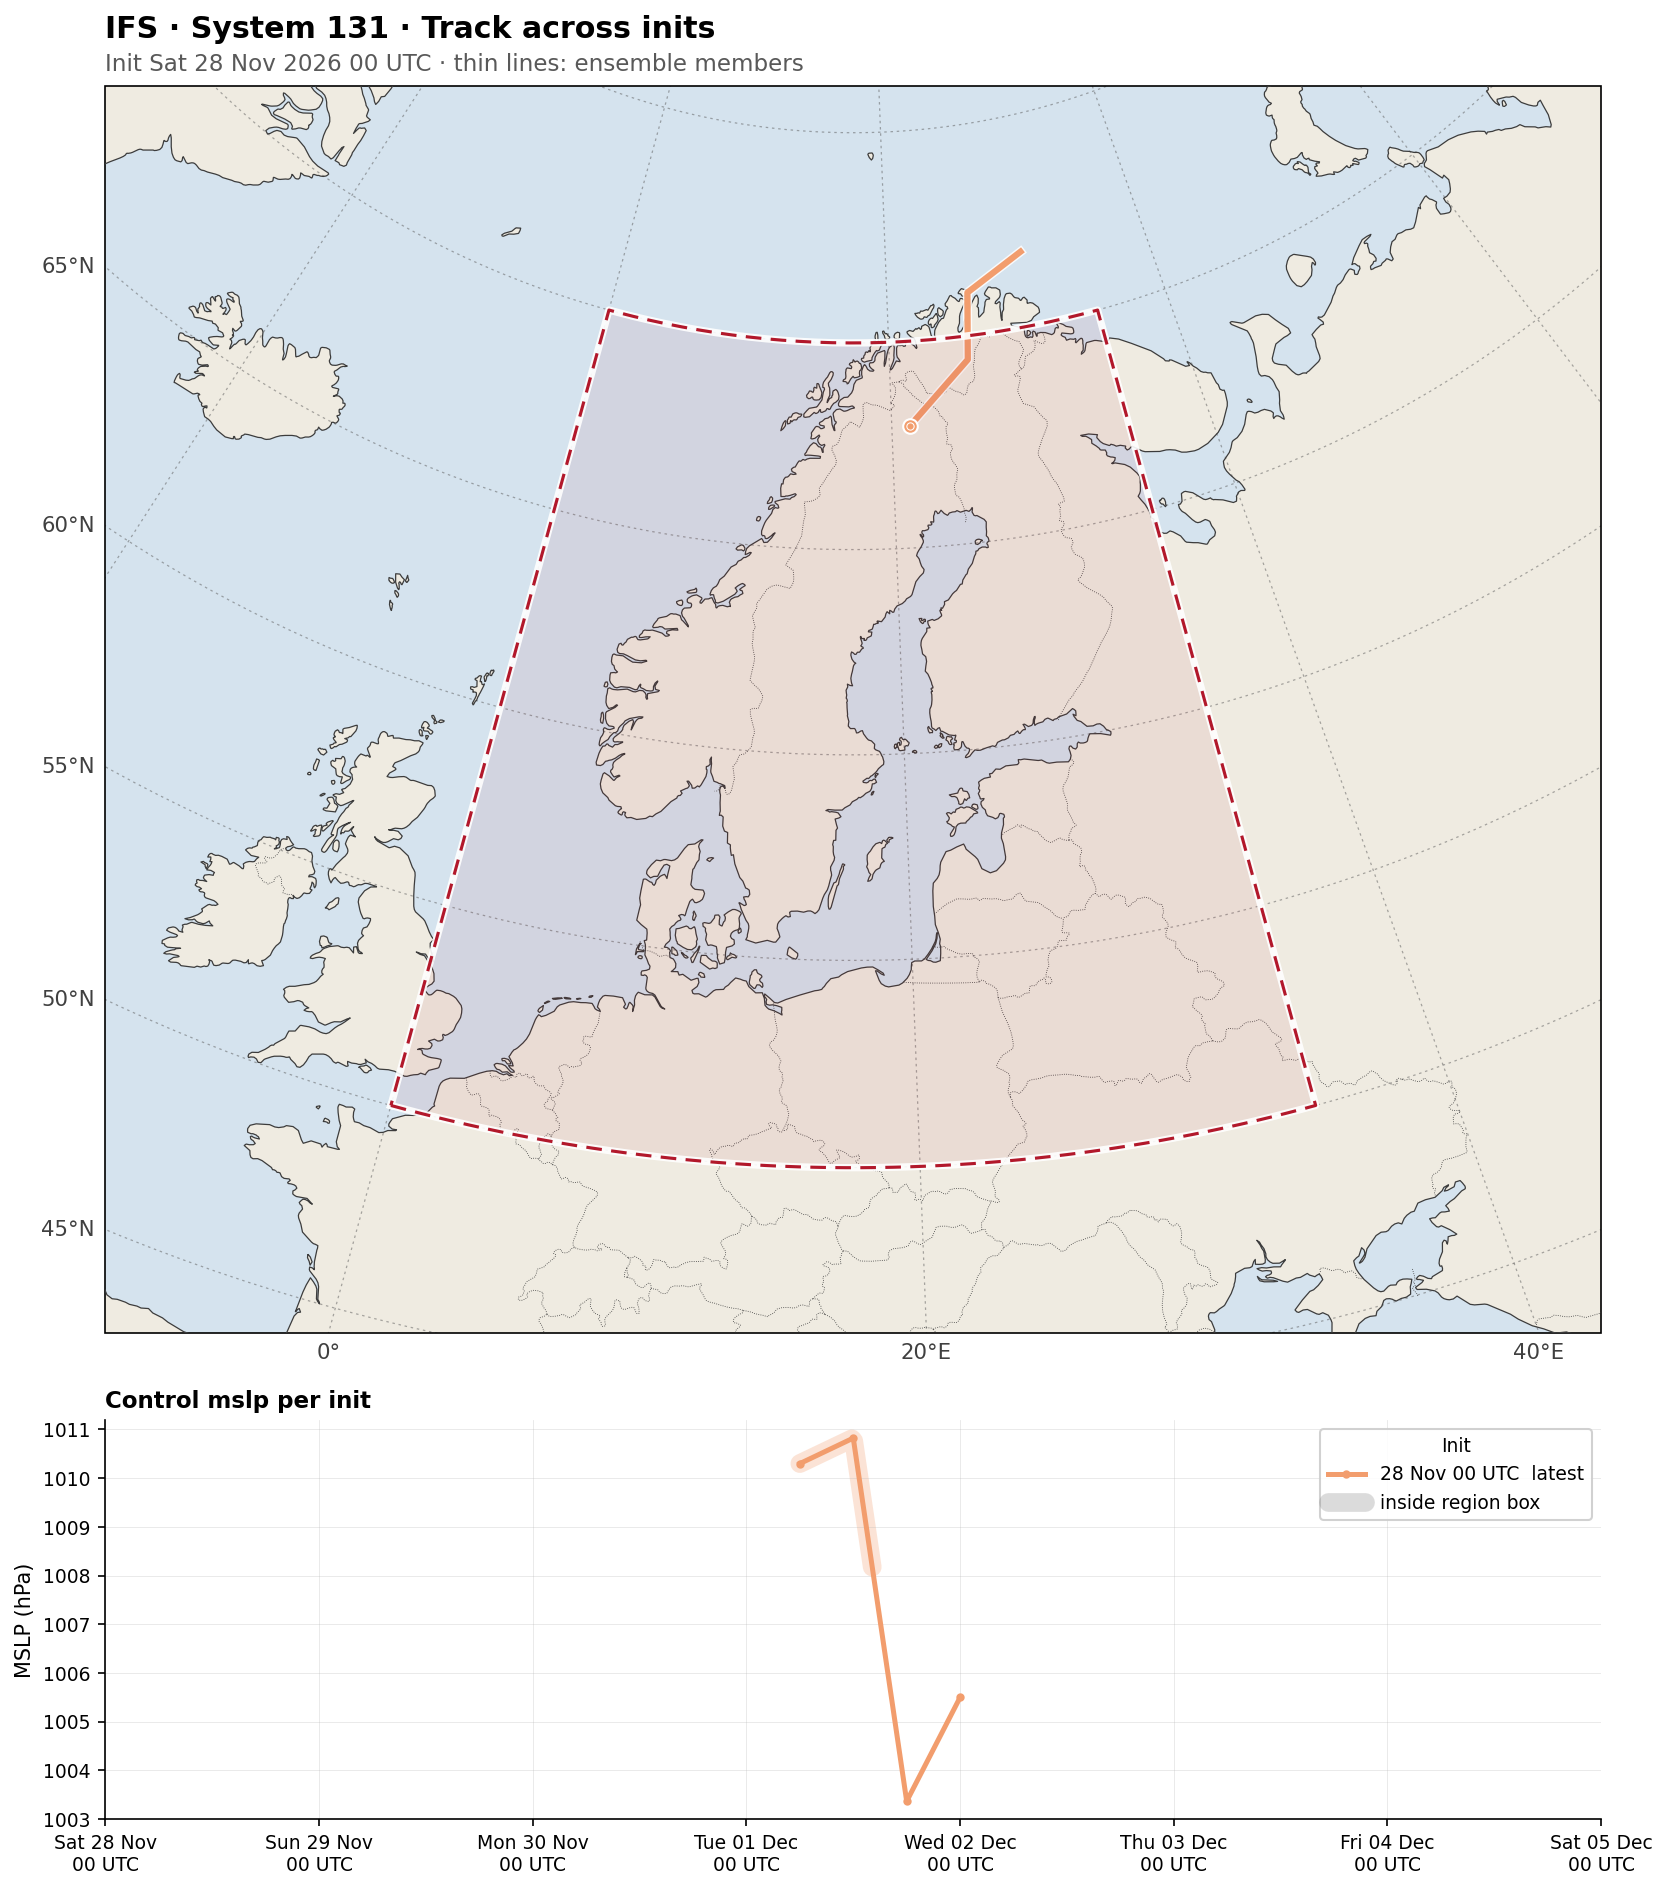 IFS · System 131 · Track across inits
Init Sat 28 Nov 2026 00 UTC · thin lines: ensemble members
65°N
60°N
55°N
50°N
45°N
0°
20°E
40°E
Control mslp per init
MSLP (hPa)
1011
1010
1009
1008
1007
1006
1005
1004
1003
Init
28 Nov 00 UTC  latest
inside region box
Sat 28 Nov
00 UTC
Sun 29 Nov
00 UTC
Mon 30 Nov
00 UTC
Tue 01 Dec
00 UTC
Wed 02 Dec
00 UTC
Thu 03 Dec
00 UTC
Fri 04 Dec
00 UTC
Sat 05 Dec
00 UTC